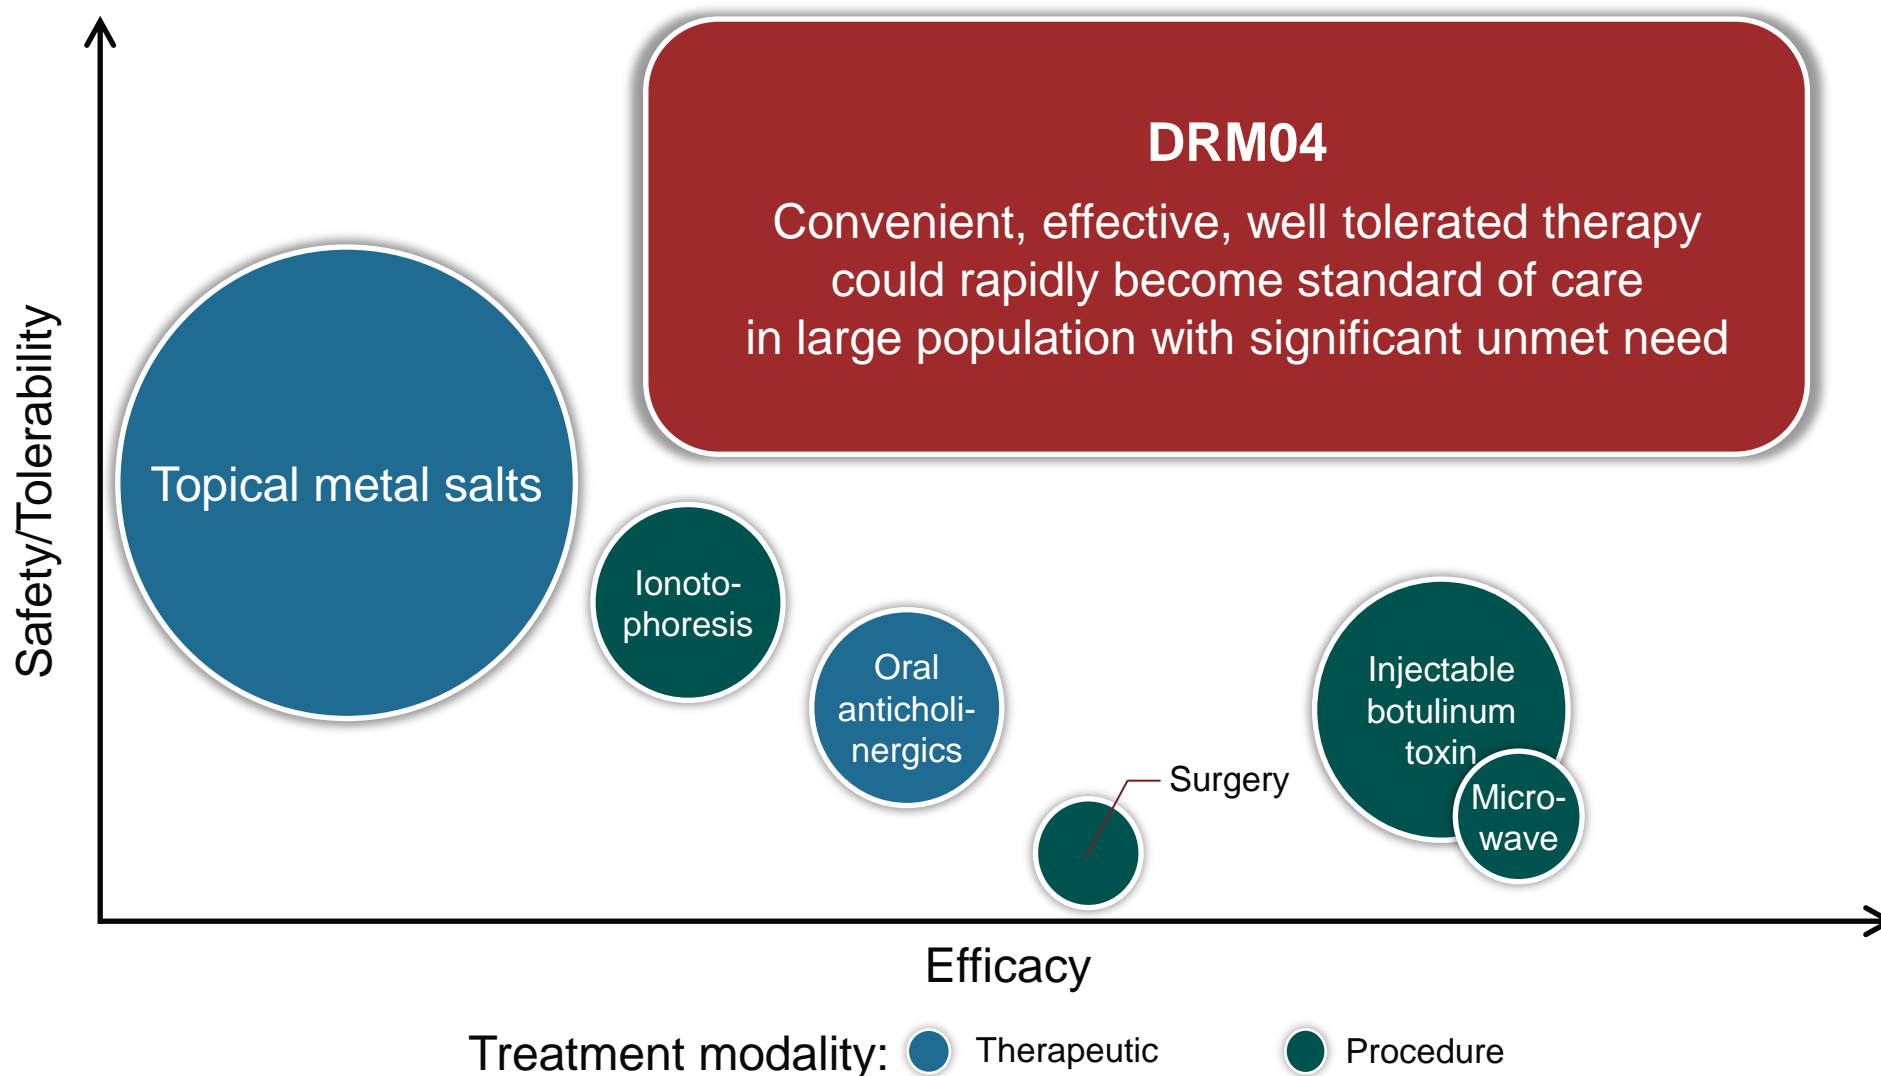 DRM04
Convenient, effective, well tolerated therapy
could rapidly become standard of care
in large population with significant unmet need
Safety/Tolerability
Topical metal salts
Ionoto-
phoresis
Oral
anticholi-
nergics
Surgery
Injectable
botulinum
toxin
Micro-
wave
Efficacy
Treatment modality:
Therapeutic
Procedure